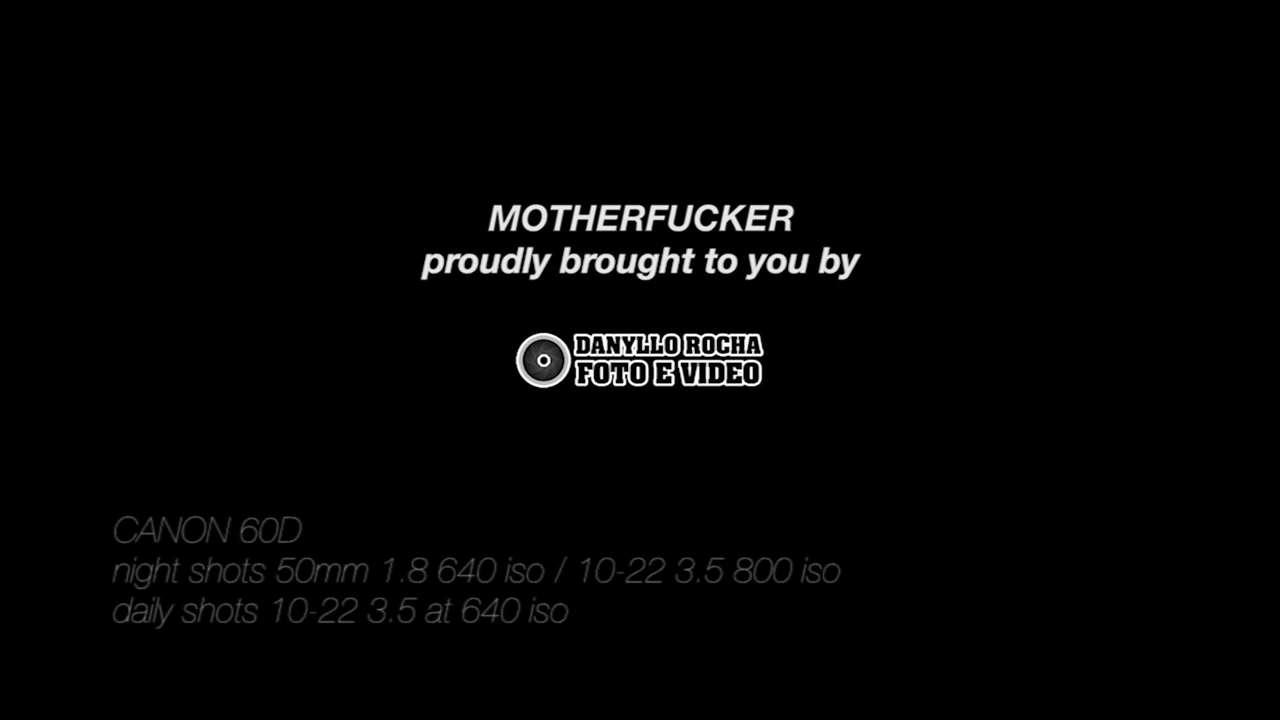 MOTHERFUCKER
proudly brought to you by
DANYLLO ROCHA
FOTO E VIDEO
CANON 60D
night shots 50mm 1.8 640 iso / 10-22 3.5 800 iso
daily shots 10-22 3.5 at 640 iso